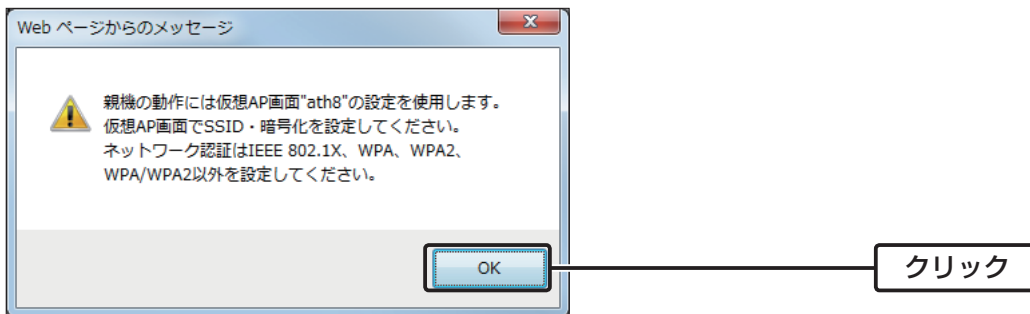 Web ページからのメッセージ
親機の動作には仮想AP画面"ath8"の設定を使用します。
仮想AP画面でSSID・暗号化を設定してください。
ネットワーク認証はIEEE 802.1X、WPA、WPA2、
WPA/WPA2以外を設定してください。
OK
クリック